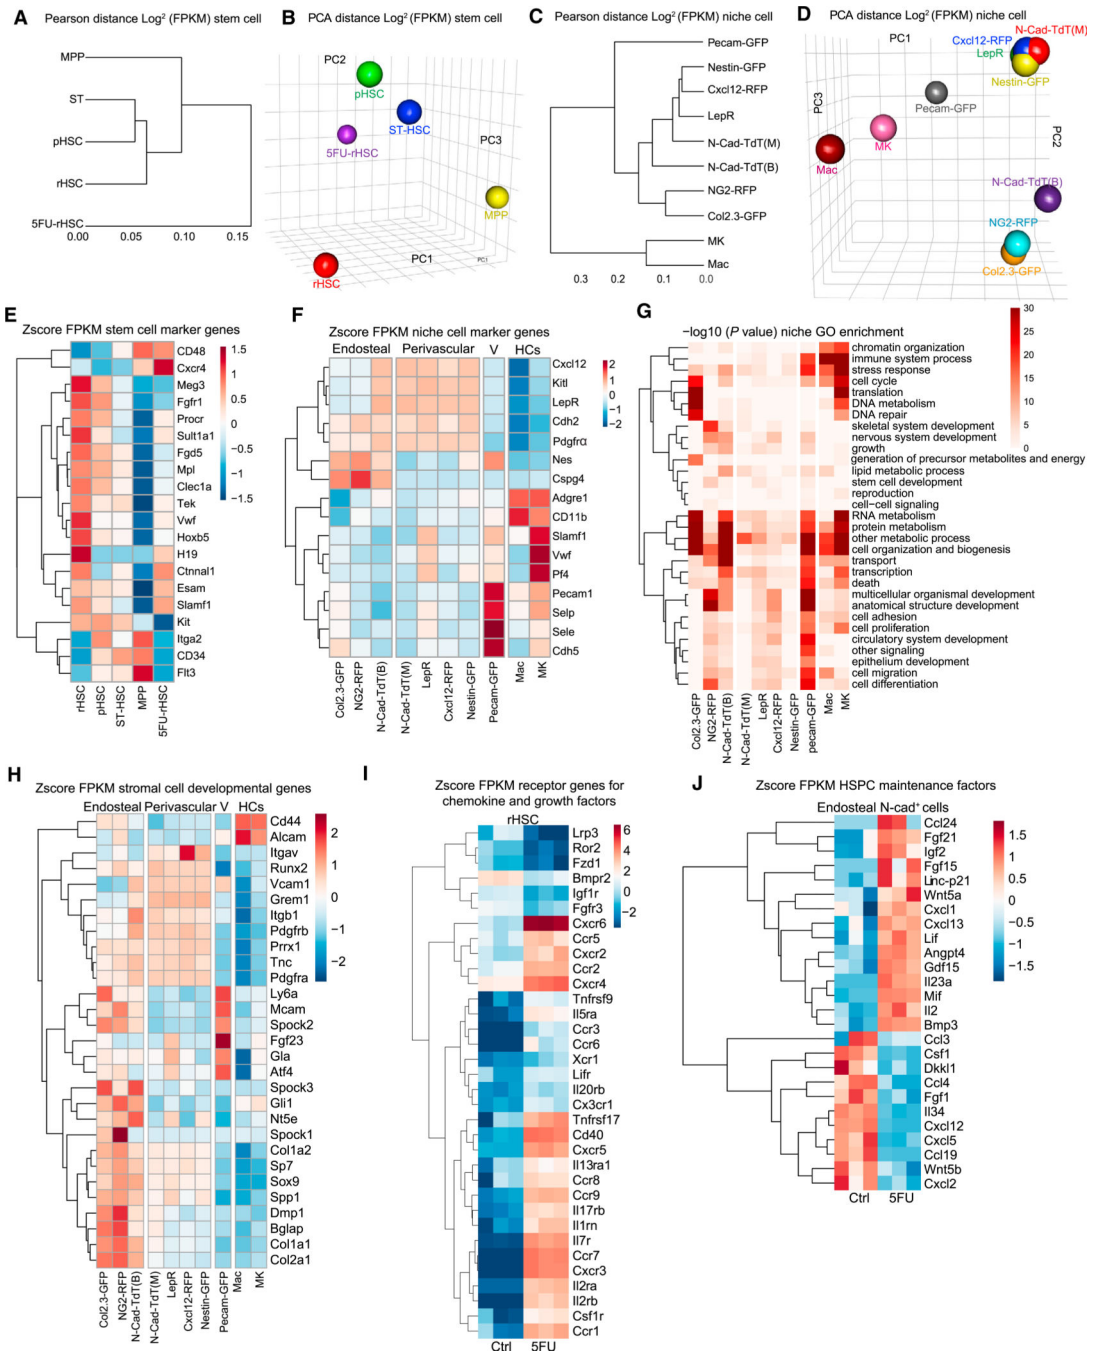 A Pearson distance Log² (FPKM) stem cell
MPP
ST
pHSC
rHSC
5FU-rHSC
0.00 0.05 0.10 0.15
B PCA distance Log² (FPKM) stem cell
PC2
pHSC
ST-HSC
5FU-rHSC
PC3
MPP
PC1
PC1
rHSC
C Pearson distance Log² (FPKM) niche cell
Pecam-GFP
Nestin-GFP
Cxcl12-RFP
LepR
N-Cad-TdT(M)
N-Cad-TdT(B)
NG2-RFP
Col2.3-GFP
MK
Mac
0.3 0.2 0.1 0.0
D PCA distance Log² (FPKM) niche cell
N-Cad-TdT(M)
PC1
Cxcl12-RFP
LepR
Nestin-GFP
PC3
Pecam-GFP
PC2
MK
Mac
N-Cad-TdT(B)
NG2-RFP
Col2.3-GFP
E Zscore FPKM stem cell marker genes
CD48
Cxcr4
Meg3
Fgfr1
Procr
Sult1a1
Fgd5
Mpl
Clec1a
Tek
Vwf
Hoxb5
H19
Ctnnal1
Esam
Slamf1
Kit
Itga2
CD34
Flt3
1.5
1
0.5
0
−0.5
−1
−1.5
rHSC
pHSC
ST-HSC
MPP
5FU-rHSC
F Zscore FPKM niche cell marker genes
Endosteal Perivascular V HCs
Cxcl12
Kitl
LepR
Cdh2
Pdgfrα
Nes
Cspg4
Adgre1
CD11b
Slamf1
Vwf
Pf4
Pecam1
Selp
Sele
Cdh5
2
1
0
−1
−2
Col2.3-GFP
NG2-RFP
N-Cad-TdT(B)
N-Cad-TdT(M)
LepR
Cxcl12-RFP
Nestin-GFP
Pecam-GFP
Mac
MK
G −log10 (P value) niche GO enrichment
chromatin organization
immune system process
stress response
cell cycle
translation
DNA metabolism
DNA repair
skeletal system development
nervous system development
growth
generation of precursor metabolites and energy
lipid metabolic process
stem cell development
reproduction
cell−cell signaling
RNA metabolism
protein metabolism
other metabolic process
cell organization and biogenesis
transport
transcription
death
multicellular organismal development
anatomical structure development
cell adhesion
cell proliferation
circulatory system development
other signaling
epithelium development
cell migration
cell differentiation
30
25
20
15
10
5
0
Col2.3-GFP
NG2-RFP
N-Cad-TdT(B)
N-Cad-TdT(M)
LepR
Cxcl12-RFP
Nestin-GFP
pecam-GFP
Mac
MK
H Zscore FPKM stromal cell developmental genes
Endosteal Perivascular V HCs
Cd44
Alcam
Itgav
Runx2
Vcam1
Grem1
Itgb1
Pdgfrb
Prrx1
Tnc
Pdgfra
Ly6a
Mcam
Spock2
Fgf23
Gla
Atf4
Spock3
Gli1
Nt5e
Spock1
Col1a2
Sp7
Sox9
Spp1
Dmp1
Bglap
Col1a1
Col2a1
2
1
0
−1
−2
Col2.3-GFP
NG2-RFP
N-Cad-TdT(B)
N-Cad-TdT(M)
LepR
Cxcl12-RFP
Nestin-GFP
Pecam-GFP
Mac
MK
I Zscore FPKM receptor genes for
chemokine and growth factors
rHSC
Lrp3
Ror2
Fzd1
Bmpr2
Igf1r
Fgfr3
Cxcr6
Ccr5
Cxcr2
Ccr2
Cxcr4
Tnfrsf9
Il5ra
Ccr3
Ccr6
Xcr1
Lifr
Il20rb
Cx3cr1
Tnfrsf17
Cd40
Cxcr5
Il13ra1
Ccr8
Ccr9
Il17rb
Il1rn
Il7r
Ccr7
Cxcr3
Il2ra
Il2rb
Csf1r
Ccr1
6
4
2
0
−2
Ctrl 5FU
J Zscore FPKM HSPC maintenance factors
Endosteal N-cad⁺ cells
Ccl24
Fgf21
Igf2
Fgf15
Linc-p21
Wnt5a
Cxcl1
Cxcl13
Lif
Angpt4
Gdf15
Il23a
Mif
Il2
Bmp3
Ccl3
Csf1
Dkkl1
Ccl4
Fgf1
Il34
Cxcl12
Cxcl5
Ccl19
Wnt5b
Cxcl2
1.5
1
0.5
0
−0.5
−1
−1.5
Ctrl 5FU